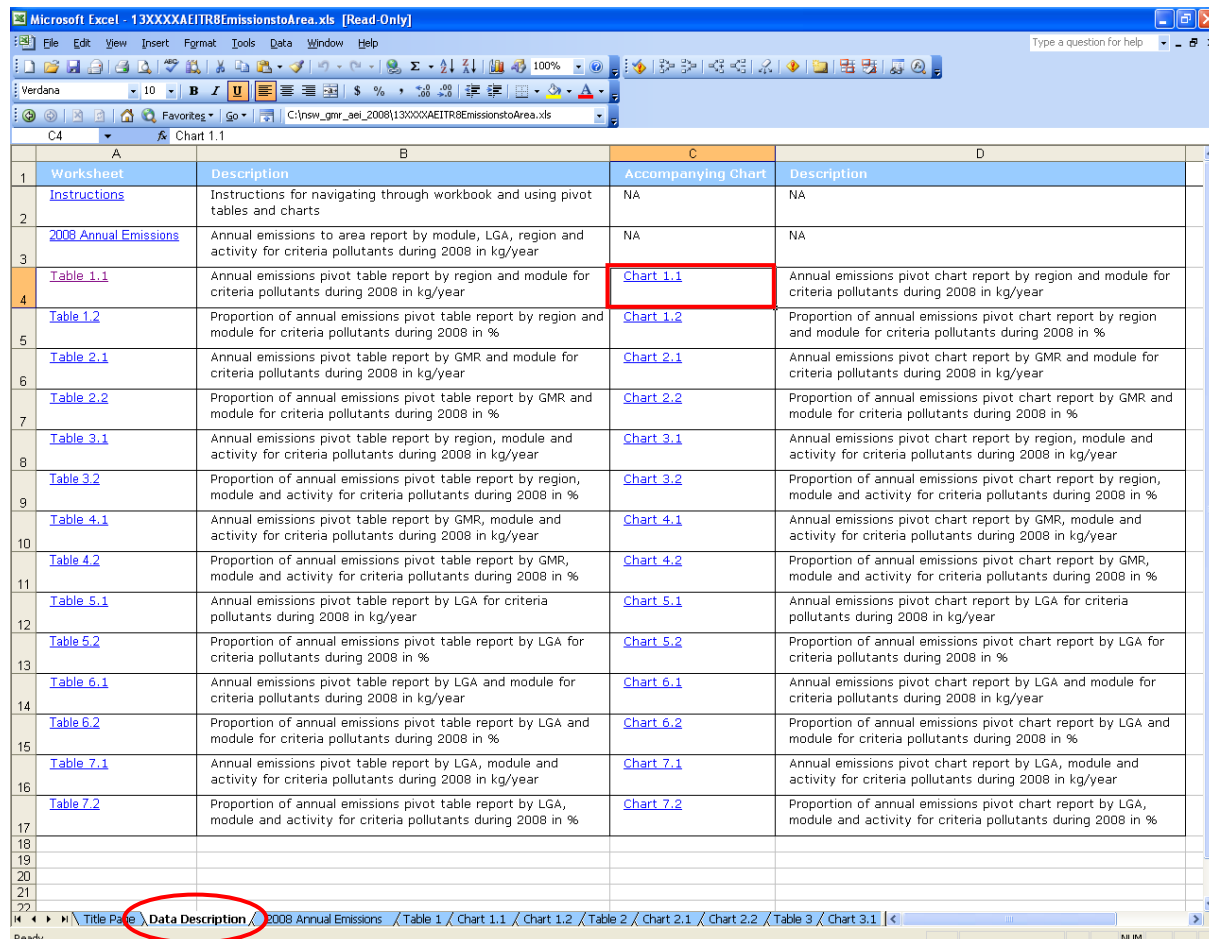 Microsoft Excel - 13XXXXAEITR8EmissionstoArea.xls [Read-Only]
File Edit View Insert Format Tools Data Window Help
Type a question for help
100%
Verdana 10 B I U $ % ,
Favorites Go C:\nsw_gmr_aei_2008\13XXXXAEITR8EmissionstoArea.xls
C4 fx Chart 1.1
A B C D
1 Worksheet Description Accompanying Chart Description
Instructions Instructions for navigating through workbook and using pivot NA NA
2 tables and charts
2008 Annual Emissions Annual emissions to area report by module, LGA, region and NA NA
3 activity for criteria pollutants during 2008 in kg/year
Table 1.1 Annual emissions pivot table report by region and module for Chart 1.1 Annual emissions pivot chart report by region and module for
4 criteria pollutants during 2008 in kg/year criteria pollutants during 2008 in kg/year
Table 1.2 Proportion of annual emissions pivot table report by region and Chart 1.2 Proportion of annual emissions pivot chart report by region
5 module for criteria pollutants during 2008 in % and module for criteria pollutants during 2008 in %
Table 2.1 Annual emissions pivot table report by GMR and module for Chart 2.1 Annual emissions pivot chart report by GMR and module for
6 criteria pollutants during 2008 in kg/year criteria pollutants during 2008 in kg/year
Table 2.2 Proportion of annual emissions pivot table report by GMR and Chart 2.2 Proportion of annual emissions pivot chart report by GMR and
7 module for criteria pollutants during 2008 in % module for criteria pollutants during 2008 in %
Table 3.1 Annual emissions pivot table report by region, module and Chart 3.1 Annual emissions pivot chart report by region, module and
8 activity for criteria pollutants during 2008 in kg/year activity for criteria pollutants during 2008 in kg/year
Table 3.2 Proportion of annual emissions pivot table report by region, Chart 3.2 Proportion of annual emissions pivot chart report by region,
9 module and activity for criteria pollutants during 2008 in % module and activity for criteria pollutants during 2008 in %
Table 4.1 Annual emissions pivot table report by GMR, module and Chart 4.1 Annual emissions pivot chart report by GMR, module and
10 activity for criteria pollutants during 2008 in kg/year activity for criteria pollutants during 2008 in kg/year
Table 4.2 Proportion of annual emissions pivot table report by GMR, Chart 4.2 Proportion of annual emissions pivot chart report by GMR,
11 module and activity for criteria pollutants during 2008 in % module and activity for criteria pollutants during 2008 in %
Table 5.1 Annual emissions pivot table report by LGA for criteria Chart 5.1 Annual emissions pivot chart report by LGA for criteria
12 pollutants during 2008 in kg/year pollutants during 2008 in kg/year
Table 5.2 Proportion of annual emissions pivot table report by LGA for Chart 5.2 Proportion of annual emissions pivot chart report by LGA for
13 criteria pollutants during 2008 in % criteria pollutants during 2008 in %
Table 6.1 Annual emissions pivot table report by LGA and module for Chart 6.1 Annual emissions pivot chart report by LGA and module for
14 criteria pollutants during 2008 in kg/year criteria pollutants during 2008 in kg/year
Table 6.2 Proportion of annual emissions pivot table report by LGA and Chart 6.2 Proportion of annual emissions pivot chart report by LGA and
15 module for criteria pollutants during 2008 in % module for criteria pollutants during 2008 in %
Table 7.1 Annual emissions pivot table report by LGA, module and Chart 7.1 Annual emissions pivot chart report by LGA, module and
16 activity for criteria pollutants during 2008 in kg/year activity for criteria pollutants during 2008 in kg/year
Table 7.2 Proportion of annual emissions pivot table report by LGA, Chart 7.2 Proportion of annual emissions pivot chart report by LGA,
17 module and activity for criteria pollutants during 2008 in % module and activity for criteria pollutants during 2008 in %
18
19
20
21
22
Title Page Data Description 2008 Annual Emissions Table 1 Chart 1.1 Chart 1.2 Table 2 Chart 2.1 Chart 2.2 Table 3 Chart 3.1
Ready NUM